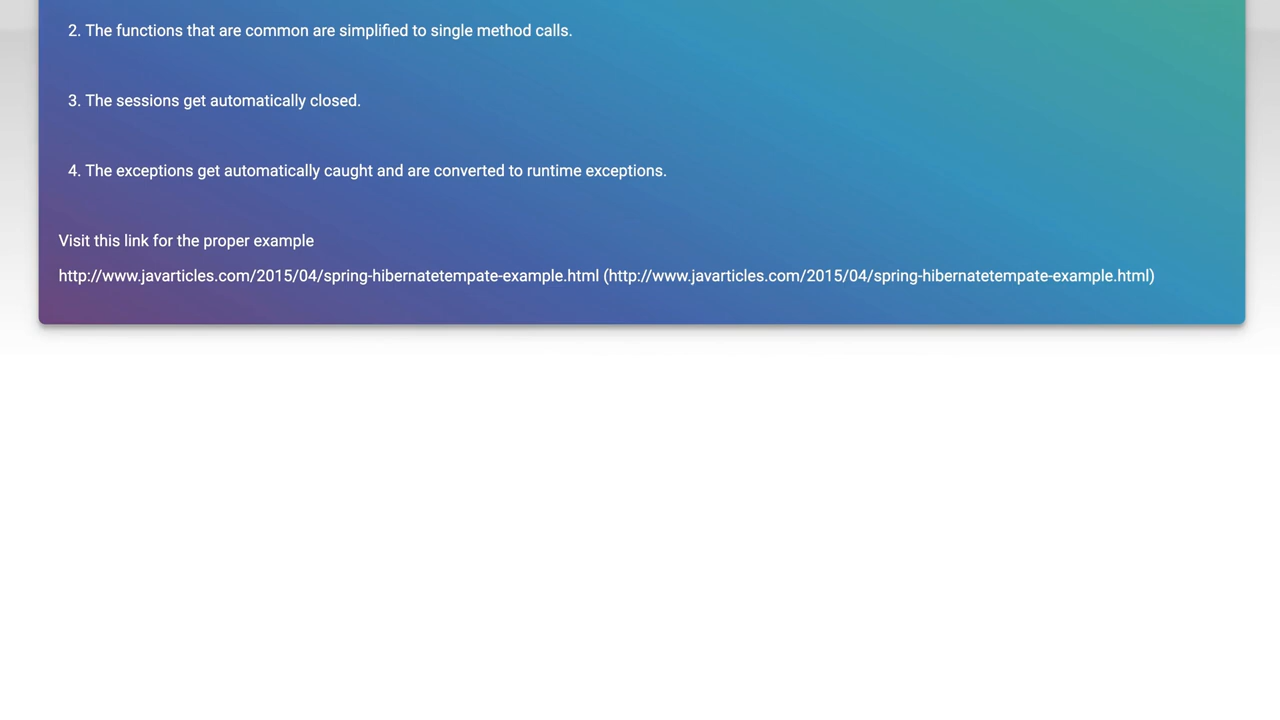 2. The functions that are common are simplified to single method calls.
3. The sessions get automatically closed.
4. The exceptions get automatically caught and are converted to runtime exceptions.
Visit this link for the proper example
http://www.javarticles.com/2015/04/spring-hibernatetempate-example.html (http://www.javarticles.com/2015/04/spring-hibernatetempate-example.html)